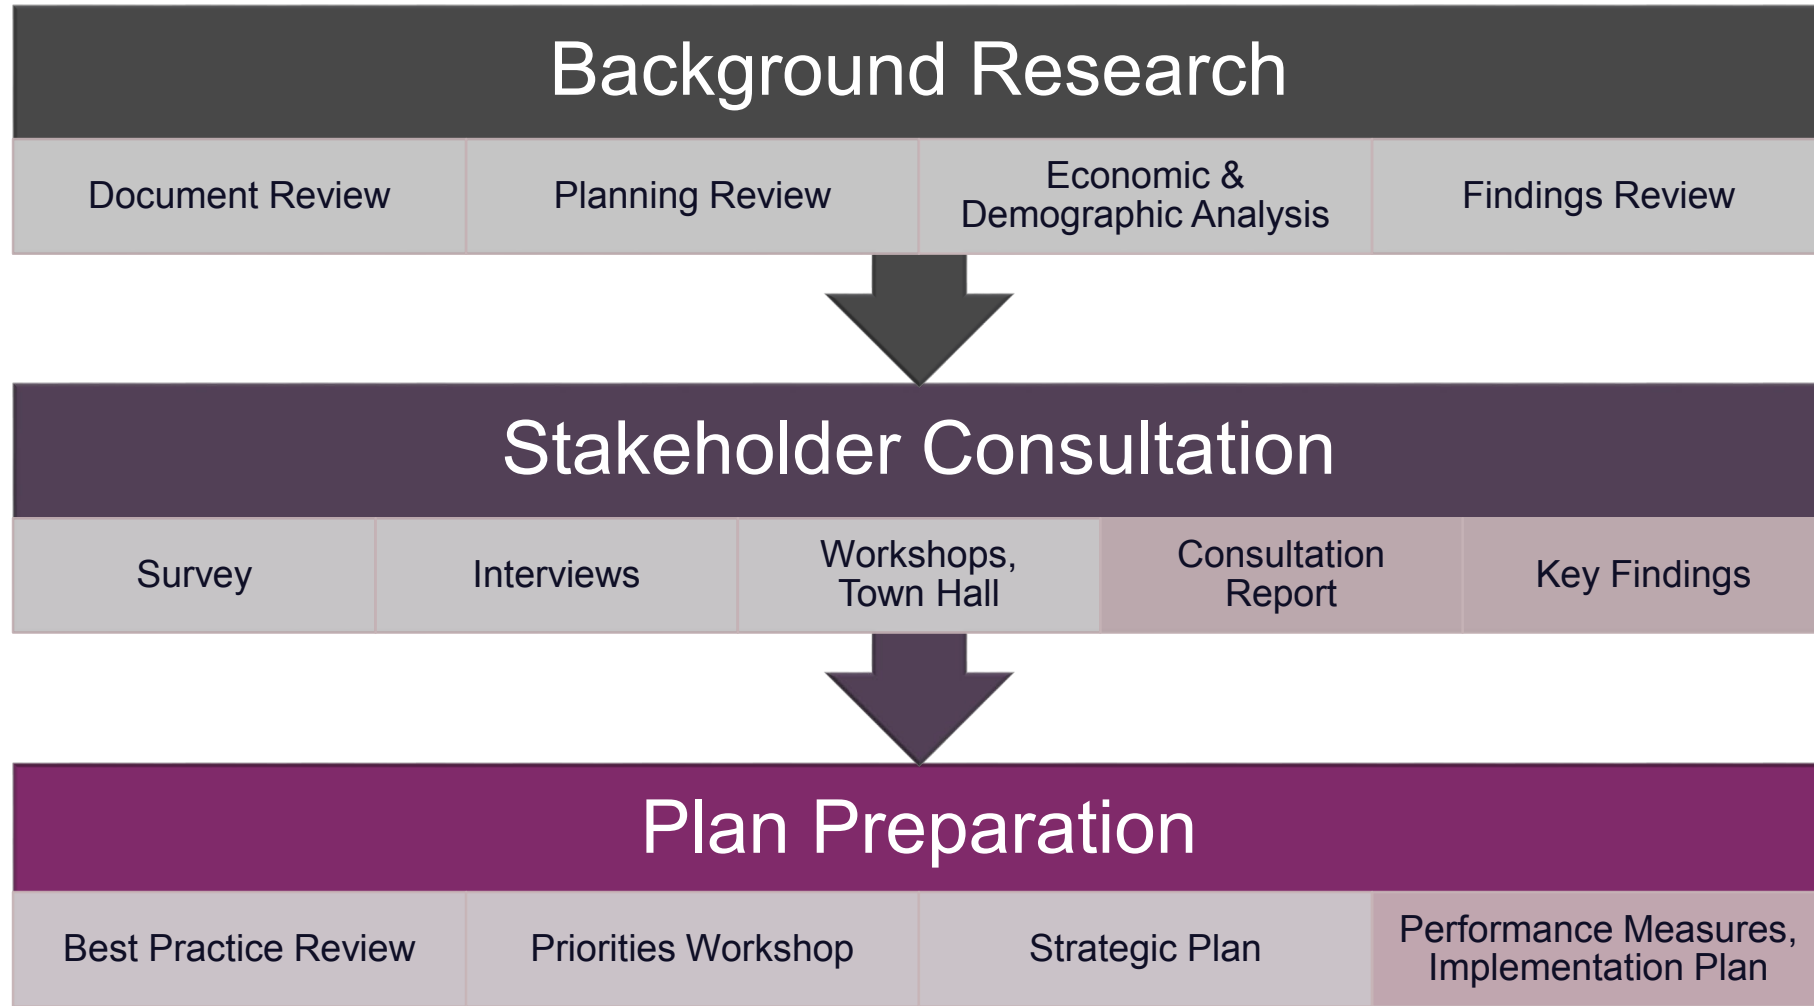 Background Research
Document Review
Planning Review
Economic &
Demographic Analysis
Findings Review
Stakeholder Consultation
Survey
Interviews
Workshops,
Town Hall
Consultation
Report
Key Findings
Plan Preparation
Best Practice Review
Priorities Workshop
Strategic Plan
Performance Measures,
Implementation Plan